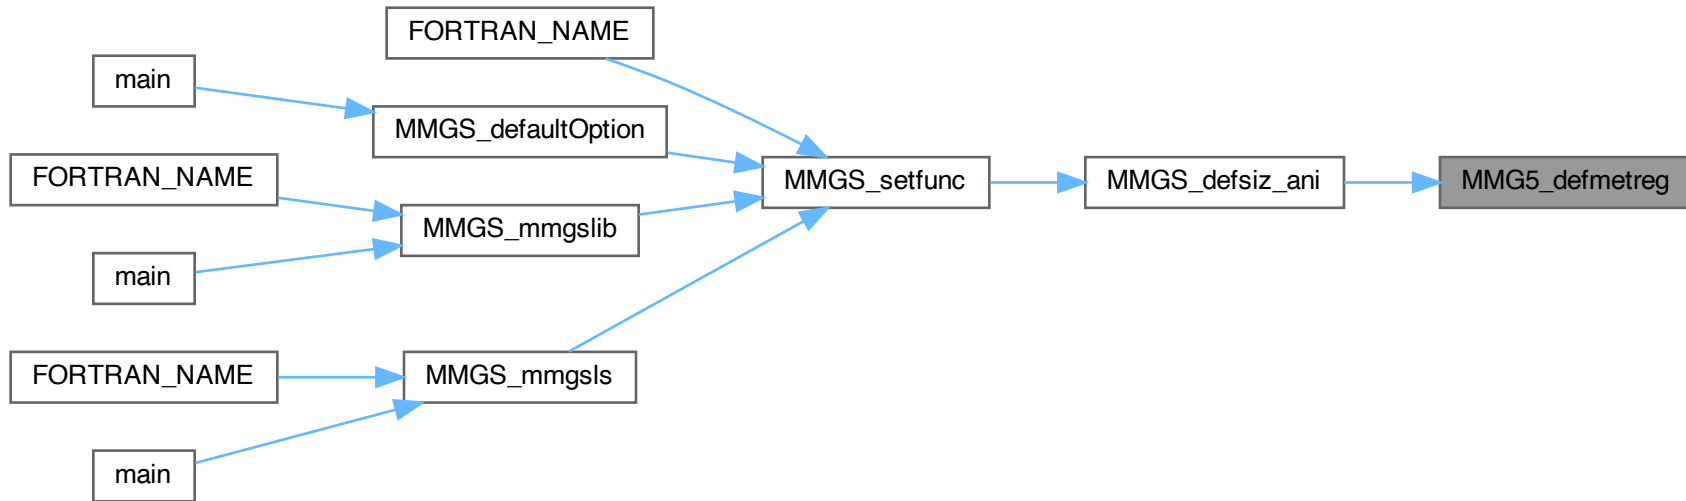 FORTRAN_NAME
main
MMGS_defaultOption
FORTRAN_NAME
MMGS_setfunc
MMGS_defsiz_ani
MMG5_defmetreg
MMGS_mmgslib
main
FORTRAN_NAME
MMGS_mmgsls
main